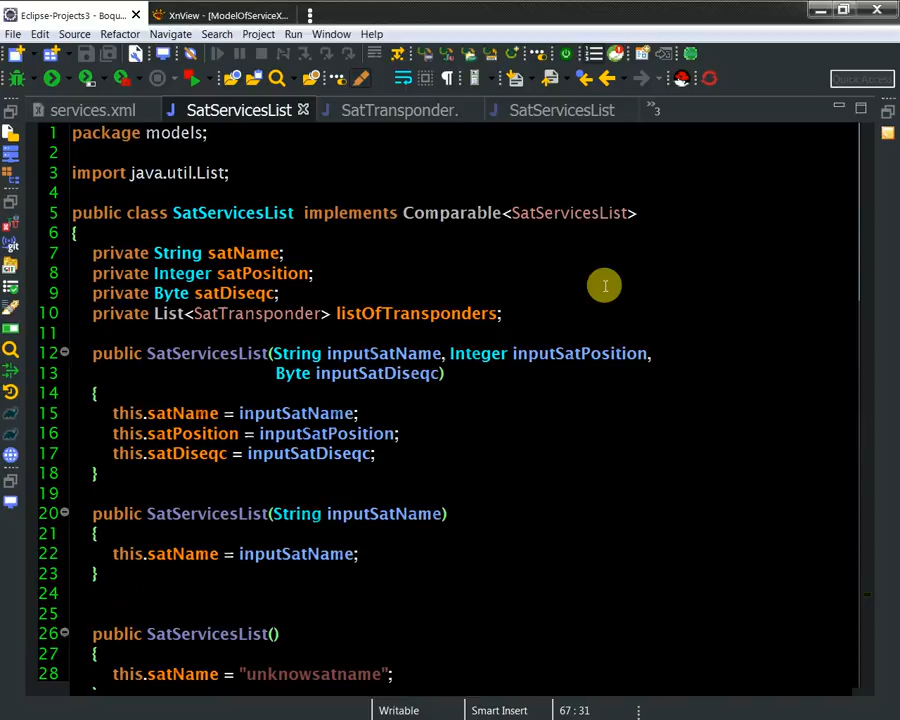 Eclipse-Projects3 - Boqu...
XnView - [ModelOfServiceX...
File Edit Source Refactor Navigate Search Project Run Window Help
Quick Access
services.xml
SatServicesList
SatTransponder.
SatServicesList
»3
1 package models;
2
3 import java.util.List;
4
5 public class SatServicesList implements Comparable<SatServicesList>
6 {
7 private String satName;
8 private Integer satPosition;
9 private Byte satDiseqc;
10 private List<SatTransponder> listOfTransponders;
11
12 public SatServicesList(String inputSatName, Integer inputSatPosition,
13 Byte inputSatDiseqc)
14 {
15 this.satName = inputSatName;
16 this.satPosition = inputSatPosition;
17 this.satDiseqc = inputSatDiseqc;
18 }
19
20 public SatServicesList(String inputSatName)
21 {
22 this.satName = inputSatName;
23 }
24
25
26 public SatServicesList()
27 {
28 this.satName = "unknowsatname";
Writable
Smart Insert
67 : 31